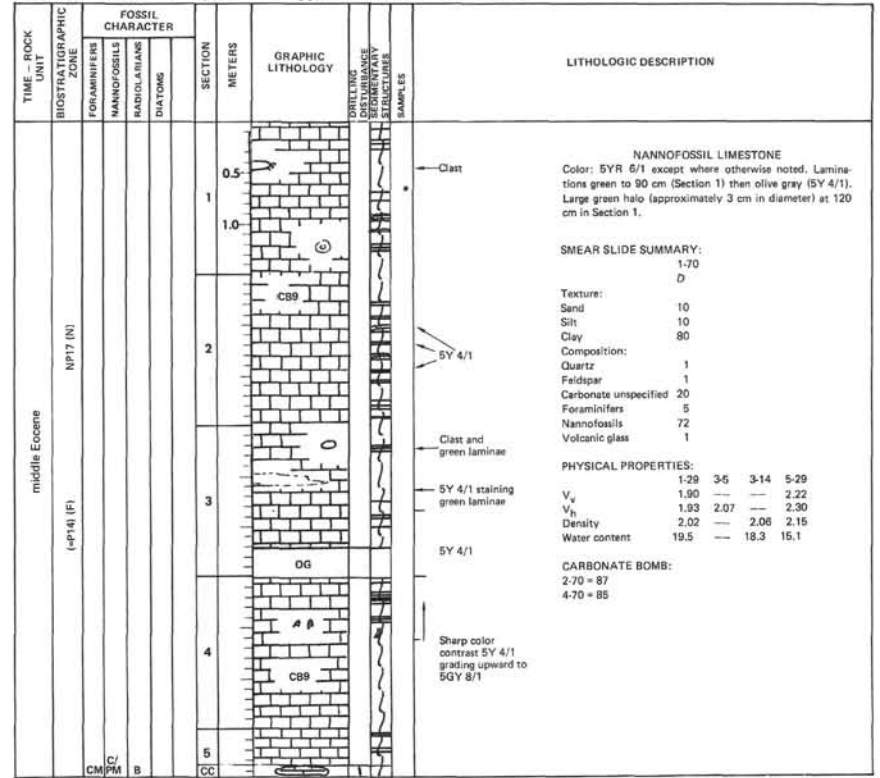 TIME – ROCK UNIT
BIOSTRATIGRAPHIC ZONE
FOSSIL CHARACTER
FORAMINIFERS
NANNOFOSSILS
RADIOLARIANS
DIATOMS
SECTION
METERS
GRAPHIC LITHOLOGY
DRILLING DISTURBANCE
SEDIMENTARY STRUCTURES
SAMPLES
LITHOLOGIC DESCRIPTION
middle Eocene
NP17 (N)
(=P14) (F)
CM
C/PM
B
1
0.5
1.0
2
3
4
5
CC
CB9
OG
CB9
Clast
*
5Y 4/1
Clast and
green laminae
5Y 4/1 staining
green laminae
5Y 4/1
Sharp color
contrast 5Y 4/1
grading upward to
5GY 8/1
NANNOFOSSIL LIMESTONE
Color: 5YR 6/1 except where otherwise noted. Lamina-
tions green to 90 cm (Section 1) then olive gray (5Y 4/1).
Large green halo (approximately 3 cm in diameter) at 120
cm in Section 1.
SMEAR SLIDE SUMMARY:
1-70
D
Texture:
Sand 10
Silt 10
Clay 80
Composition:
Quartz 1
Feldspar 1
Carbonate unspecified 20
Foraminifers 5
Nannofossils 72
Volcanic glass 1
PHYSICAL PROPERTIES:
1-29 3-5 3-14 5-29
Vv 1.90 –– –– 2.22
Vh 1.93 2.07 –– 2.30
Density 2.02 –– 2.06 2.15
Water content 19.5 –– 18.3 15.1
CARBONATE BOMB:
2-70 = 87
4-70 = 85